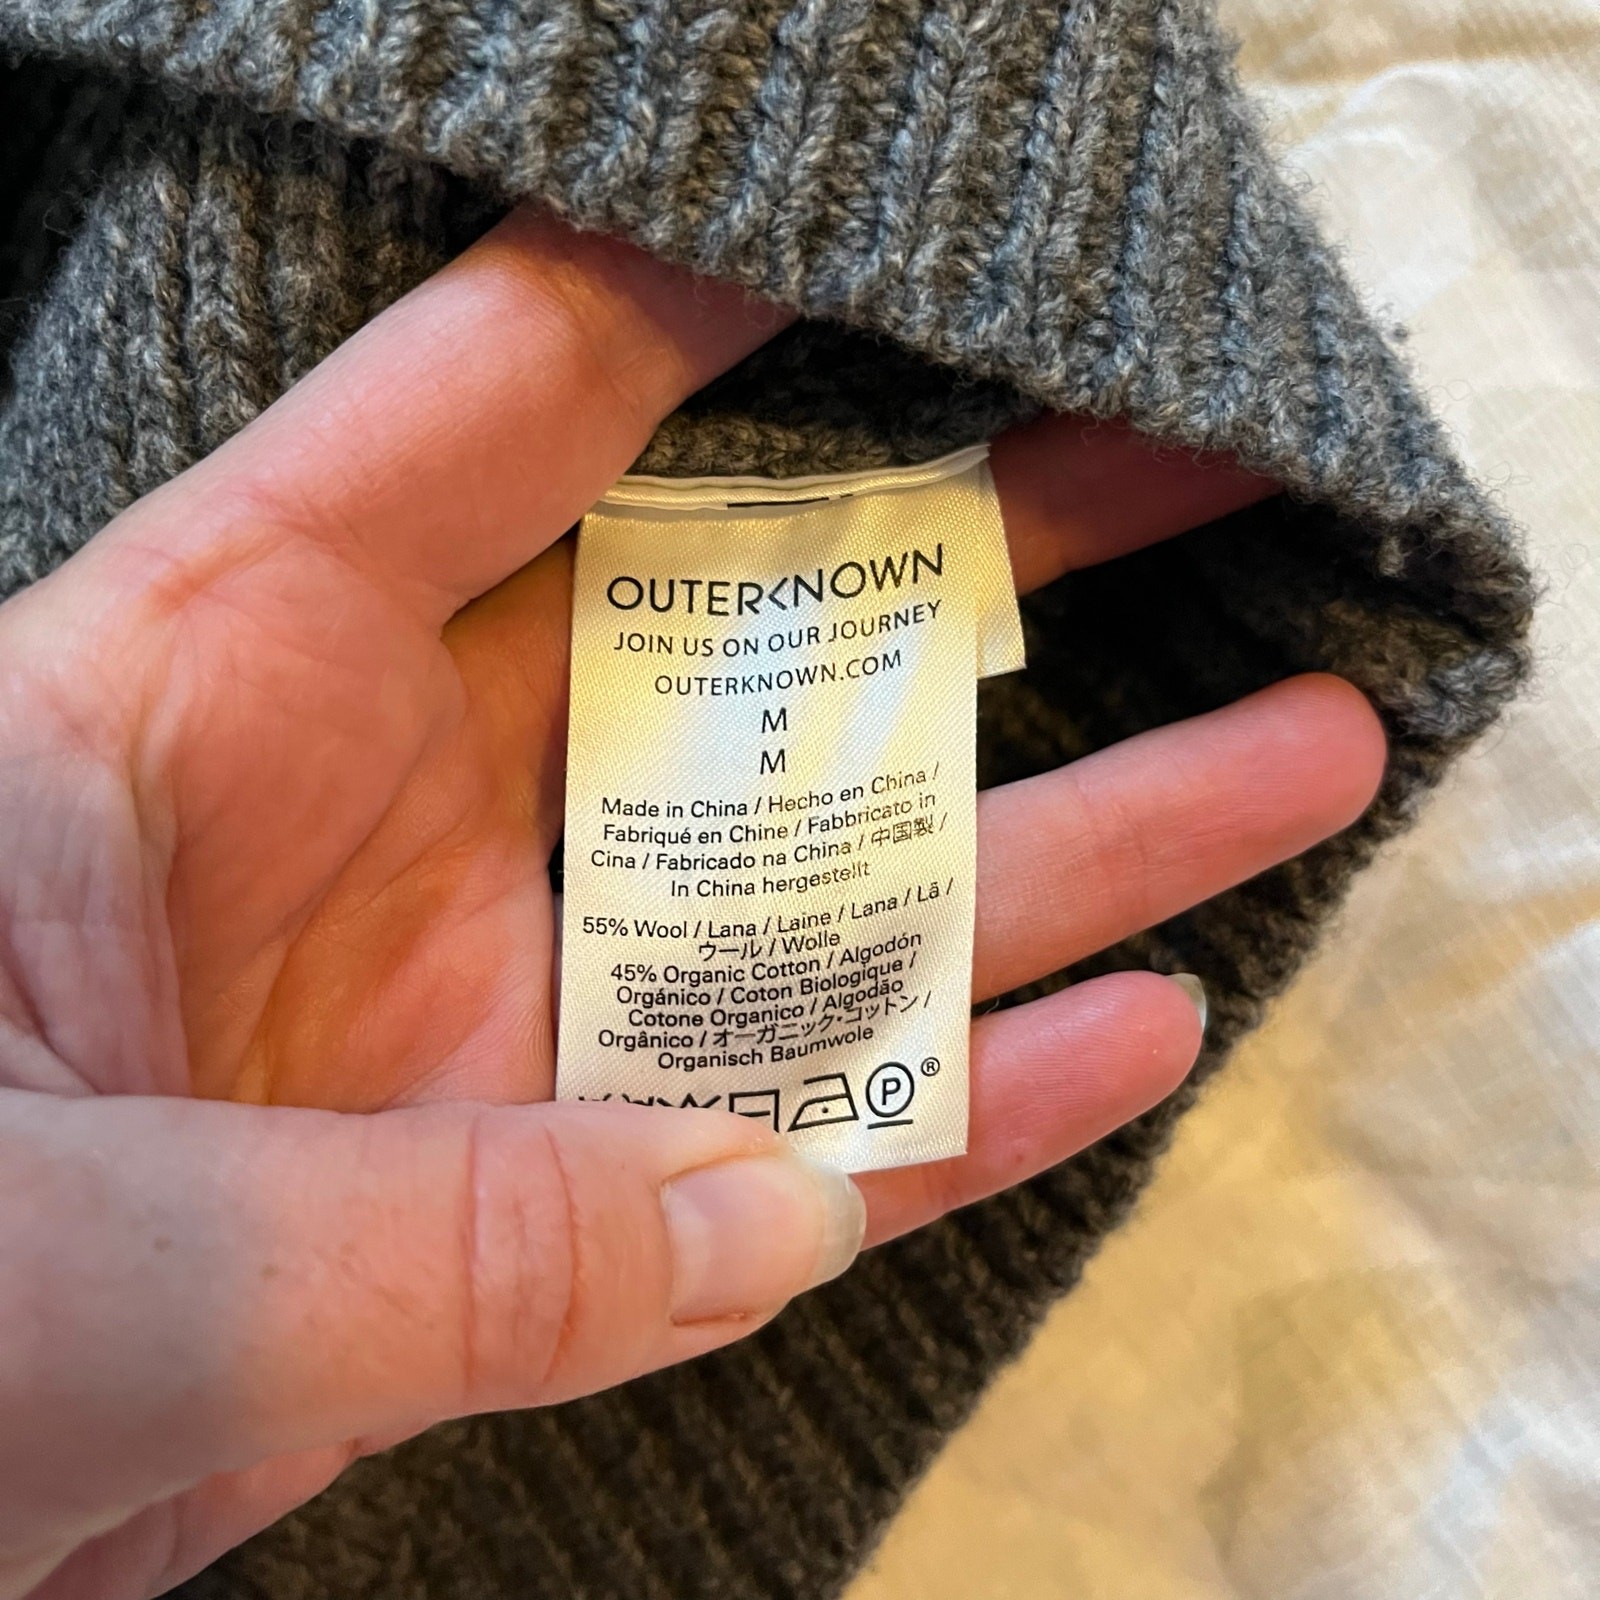 OUTERKNOWN
JOIN US ON OUR JOURNEY
OUTERKNOWN.COM
M
M
Made in China / Hecho en China /
Fabriqué en Chine / Fabbricato in
Cina / Fabricado na China / 中国製 /
In China hergestellt
55% Wool / Lana / Laine / Lana / Lã /
ウール / Wolle
45% Organic Cotton / Algodón
Orgánico / Coton Biologique /
Cotone Organico / Algodão
Orgânico / オーガニック·コットン /
Organisch Baumwole
P ®